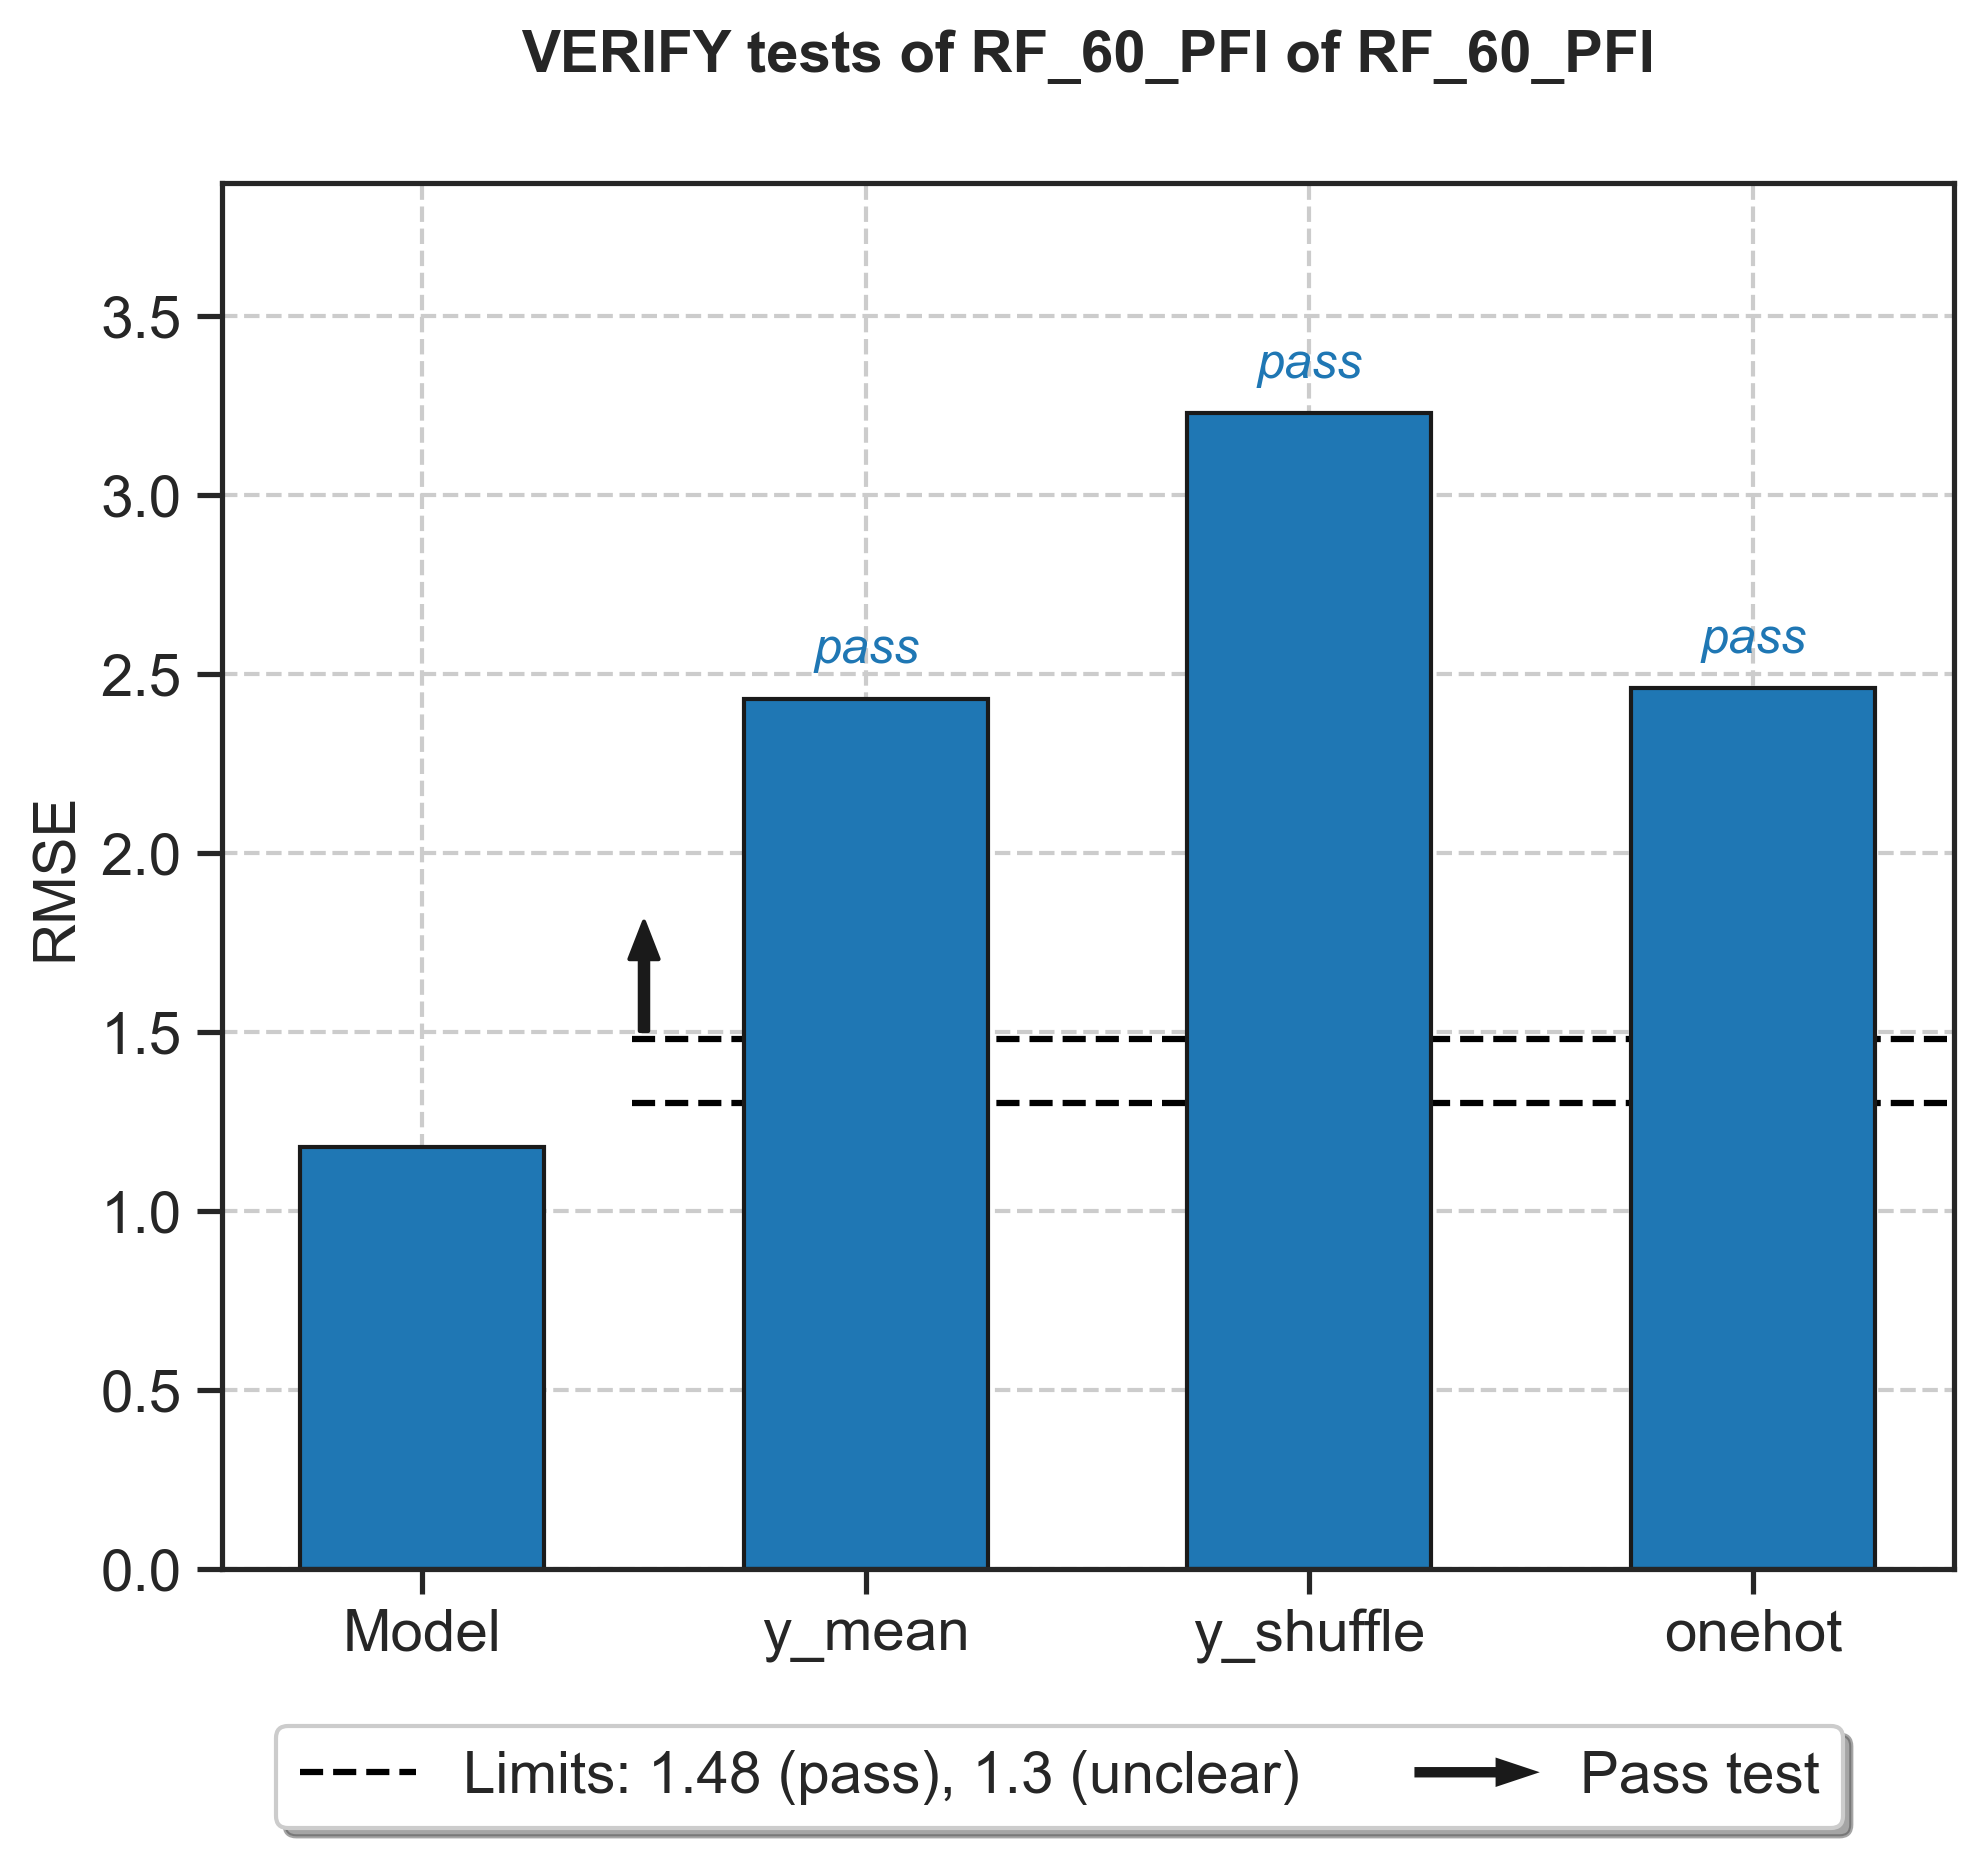 VERIFY tests of RF_60_PFI of RF_60_PFI
RMSE
3.5
3.0
2.5
2.0
1.5
1.0
0.5
0.0
pass
pass
pass
Model y_mean y_shuffle onehot
Limits: 1.48 (pass), 1.3 (unclear) Pass test